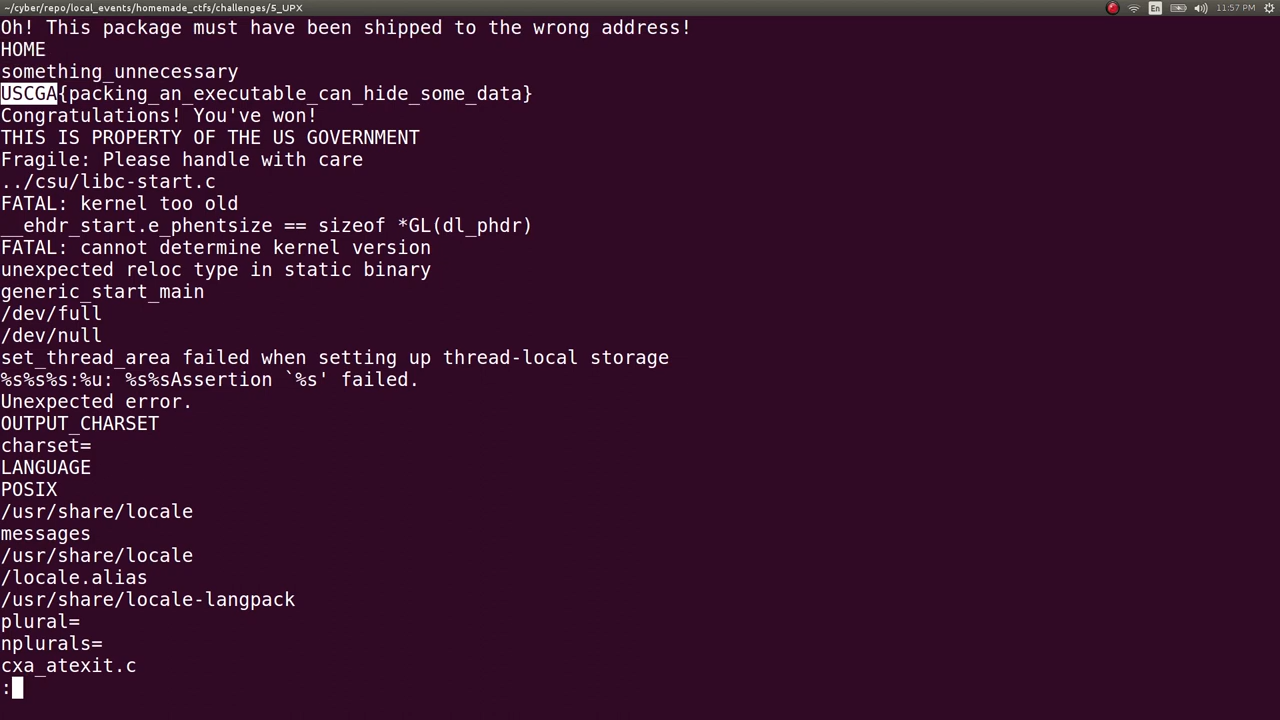 ~/cyber/repo/local_events/homemade_ctfs/challenges/5_UPX
En
11:57 PM
Oh! This package must have been shipped to the wrong address!
HOME
something_unnecessary
USCGA{packing_an_executable_can_hide_some_data}
Congratulations! You've won!
THIS IS PROPERTY OF THE US GOVERNMENT
Fragile: Please handle with care
../csu/libc-start.c
FATAL: kernel too old
__ehdr_start.e_phentsize == sizeof *GL(dl_phdr)
FATAL: cannot determine kernel version
unexpected reloc type in static binary
generic_start_main
/dev/full
/dev/null
set_thread_area failed when setting up thread-local storage
%s%s%s:%u: %s%sAssertion `%s' failed.
Unexpected error.
OUTPUT_CHARSET
charset=
LANGUAGE
POSIX
/usr/share/locale
messages
/usr/share/locale
/locale.alias
/usr/share/locale-langpack
plural=
nplurals=
cxa_atexit.c
: